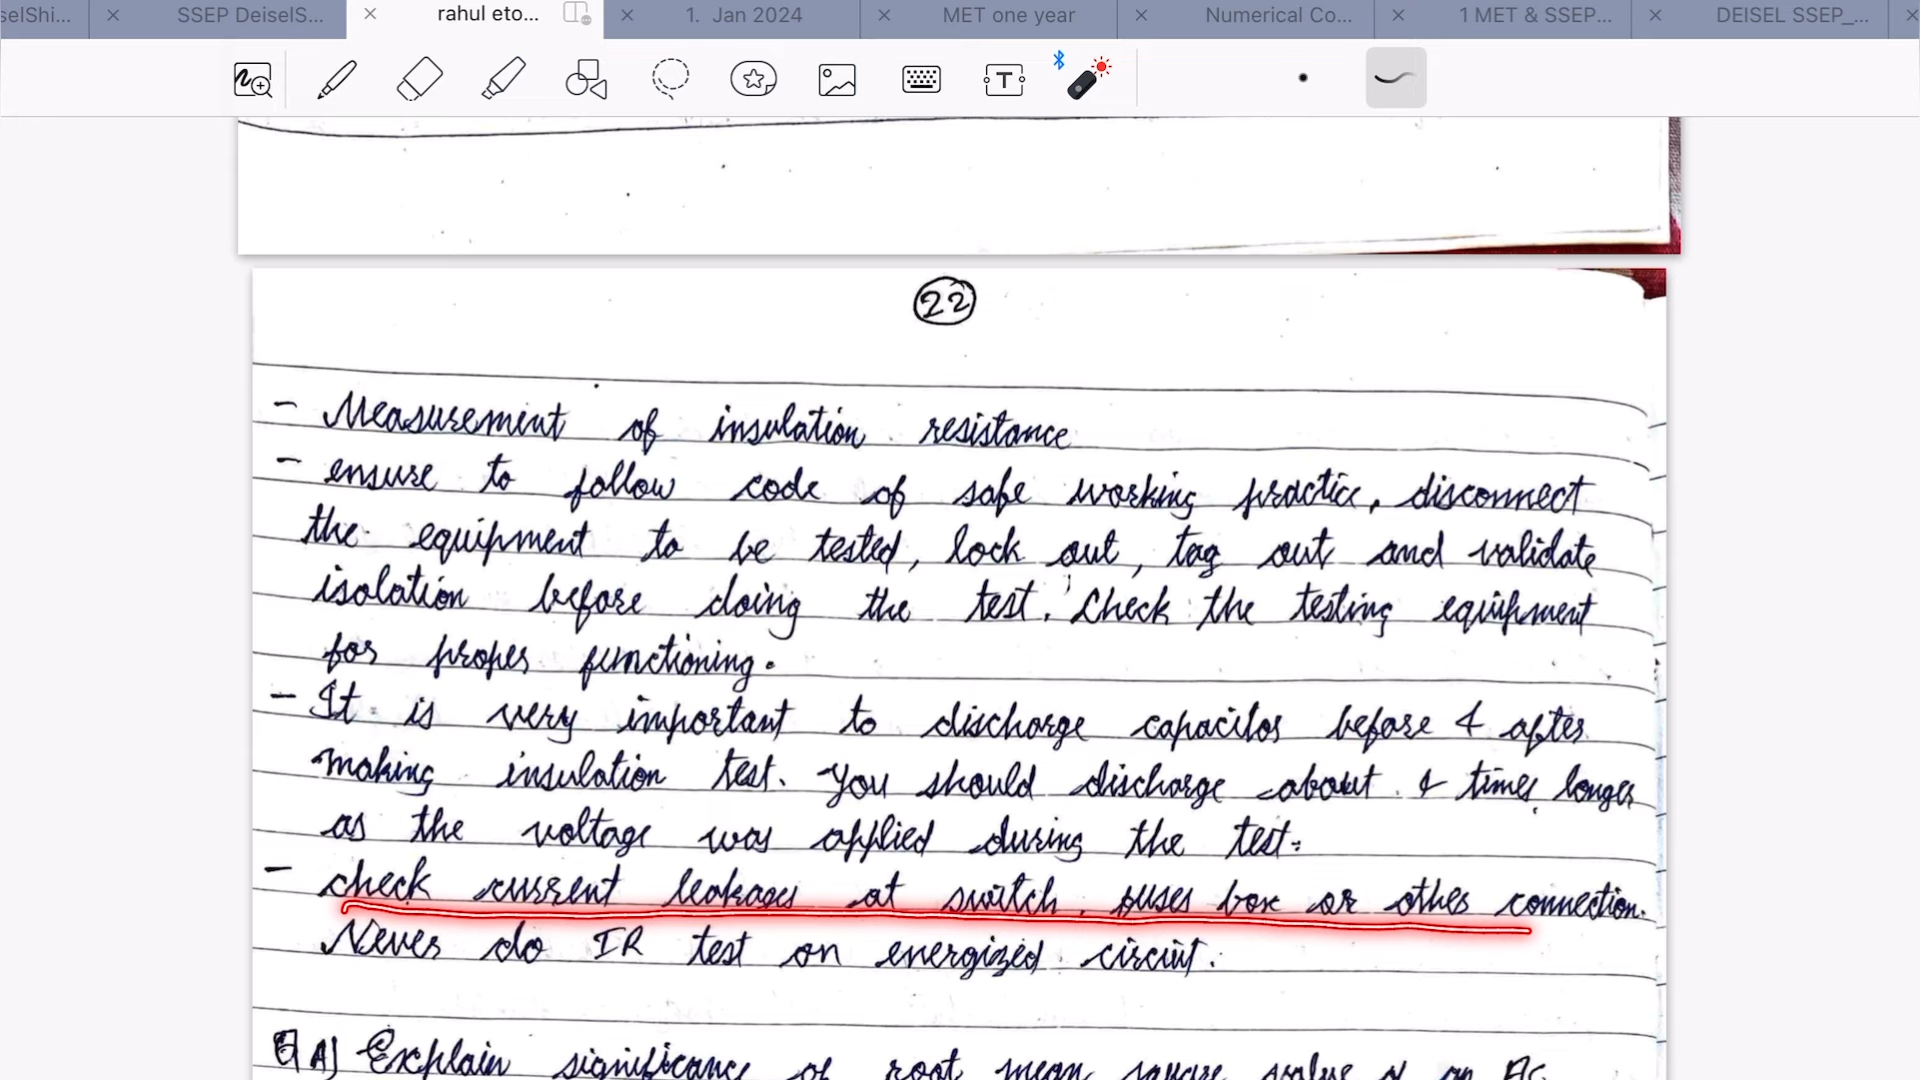 selShi...
SSEP DeiselS...
rahul eto...
1. Jan 2024
MET one year
Numerical Co...
1 MET & SSEP...
DEISEL SSEP_...
T
22
- Measurement of insulation resistance
- ensure to follow code of safe working practice, disconnect
the equipment to be tested, lock out, tag out and validate
isolation before doing the test. Check the testing equipment
for proper functioning.
- It is very important to discharge capacitor before & after
making insulation test. You should discharge about 4 times longer
as the voltage was applied during the test.
- check current leakages at switch, fuses box or other connection.
Never do IR test on energized circuit.
A) Explain significance of root mean square value of an AC